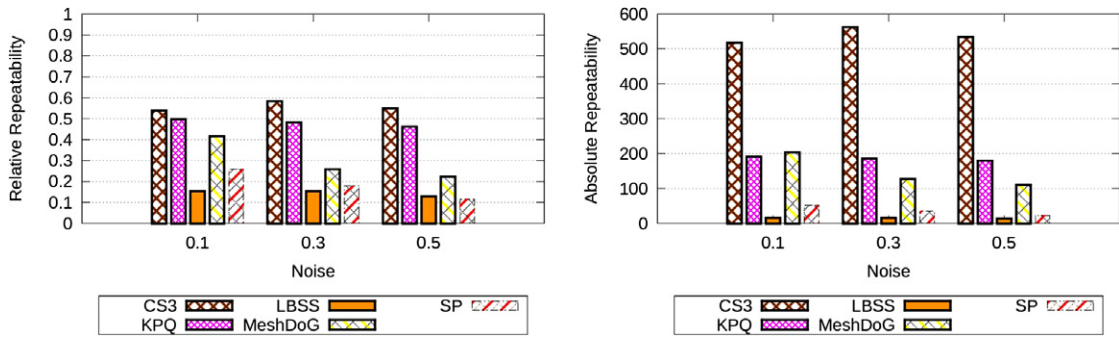 Relative Repeatability
1
0.9
0.8
0.7
0.6
0.5
0.4
0.3
0.2
0.1
0
0.1 0.3 0.5
Noise
CS3 LBSS SP
KPQ MeshDoG
Absolute Repeatability
600
500
400
300
200
100
0
0.1 0.3 0.5
Noise
CS3 LBSS SP
KPQ MeshDoG